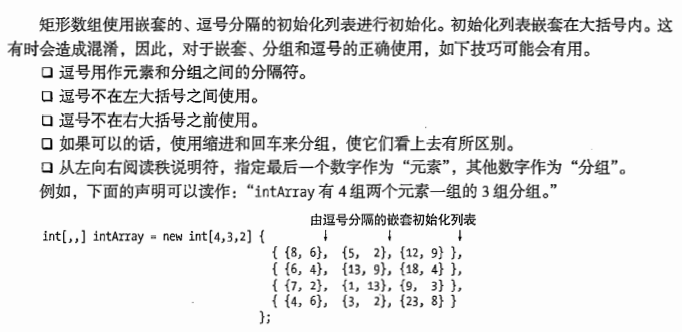 矩形数组使用嵌套的、逗号分隔的初始化列表进行初始化。初始化列表嵌套在大括号内。这
有时会造成混淆，因此，对于嵌套、分组和逗号的正确使用，如下技巧可能会有用。
❑ 逗号用作元素和分组之间的分隔符。
❑ 逗号不在左大括号之间使用。
❑ 逗号不在右大括号之前使用。
❑ 如果可以的话，使用缩进和回车来分组，使它们看上去有所区别。
❑ 从左向右阅读秩说明符，指定最后一个数字作为“元素”，其他数字作为“分组”。
例如，下面的声明可以读作：“intArray 有 4 组两个元素一组的 3 组分组。”
由逗号分隔的嵌套初始化列表
int[,,] intArray = new int[4,3,2] {
{ {8, 6}, {5, 2}, {12, 9} },
{ {6, 4}, {13, 9}, {18, 4} },
{ {7, 2}, {1, 13}, {9, 3} },
{ {4, 6}, {3, 2}, {23, 8} }
};